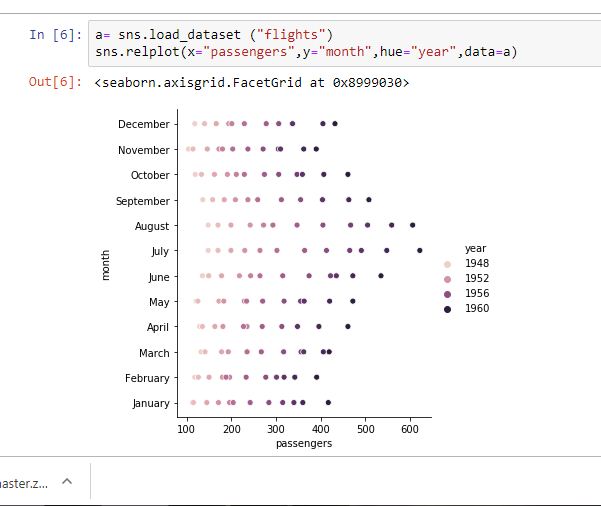 In [6]: a= sns.load_dataset ("flights")
sns.relplot(x="passengers",y="month",hue="year",data=a)
Out[6]: <seaborn.axisgrid.FacetGrid at 0x8999030>
December
November
October
September
August
July
June
May
April
March
February
January
month
100 200 300 400 500 600
passengers
year
1948
1952
1956
1960
aster.z...